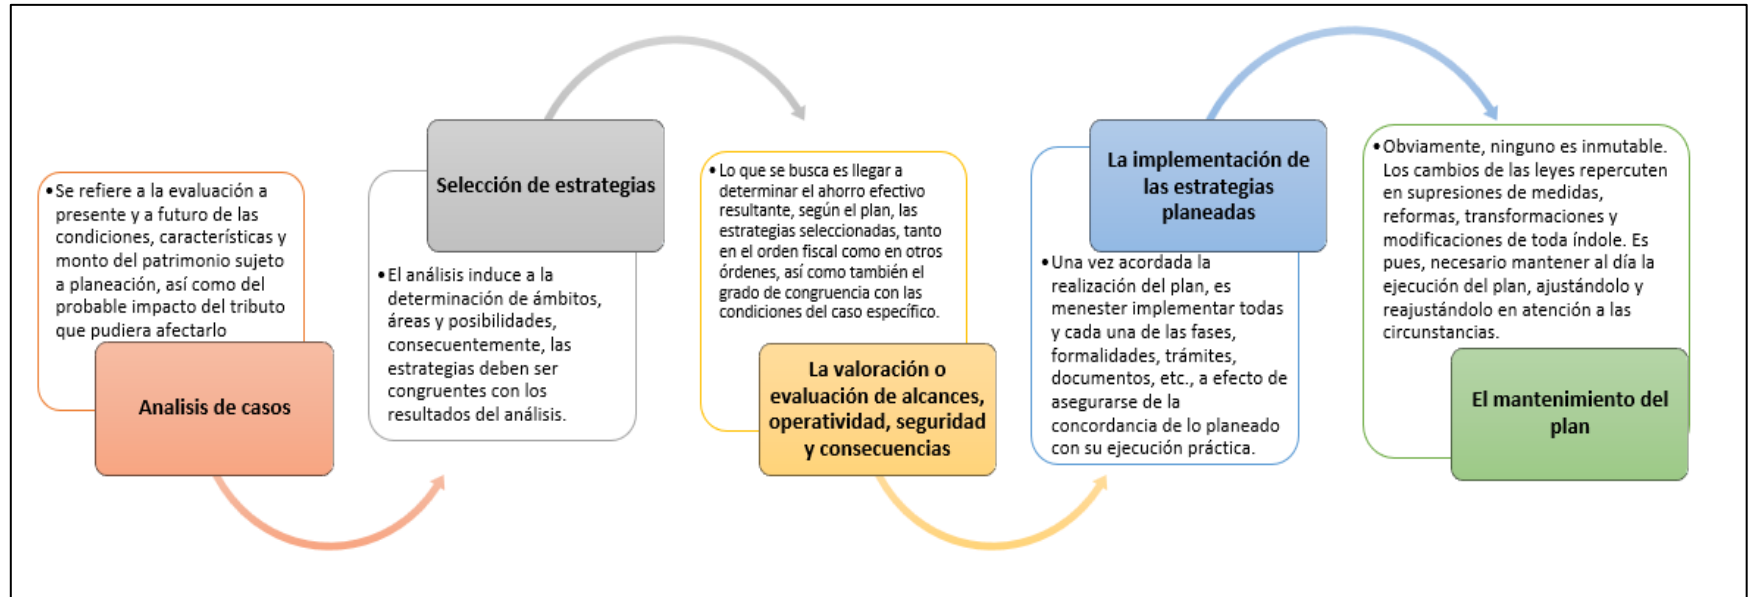 •Se refiere a la evaluación a
presente y a futuro de las
condiciones, características y
monto del patrimonio sujeto
a planeación, así como del
probable impacto del tributo
que pudiera afectarlo
Analisis de casos
Selección de estrategias
•El análisis induce a la
determinación de ámbitos,
áreas y posibilidades,
consecuentemente, las
estrategias deben ser
congruentes con los
resultados del análisis.
•Lo que se busca es llegar a
determinar el ahorro efectivo
resultante, según el plan, las
estrategias seleccionadas, tanto
en el orden fiscal como en otros
órdenes, así como también el
grado de congruencia con las
condiciones del caso específico.
La valoración o
evaluación de alcances,
operatividad, seguridad
y consecuencias
La implementación de
las estrategias
planeadas
•Una vez acordada la
realización del plan, es
menester implementar todas
y cada una de las fases,
formalidades, trámites,
documentos, etc., a efecto de
asegurarse de la
concordancia de lo planeado
con su ejecución práctica.
•Obviamente, ninguno es inmutable.
Los cambios de las leyes repercuten
en supresiones de medidas,
reformas, transformaciones y
modificaciones de toda índole. Es
pues, necesario mantener al día la
ejecución del plan, ajustándolo y
reajustándolo en atención a las
circunstancias.
El mantenimiento del
plan